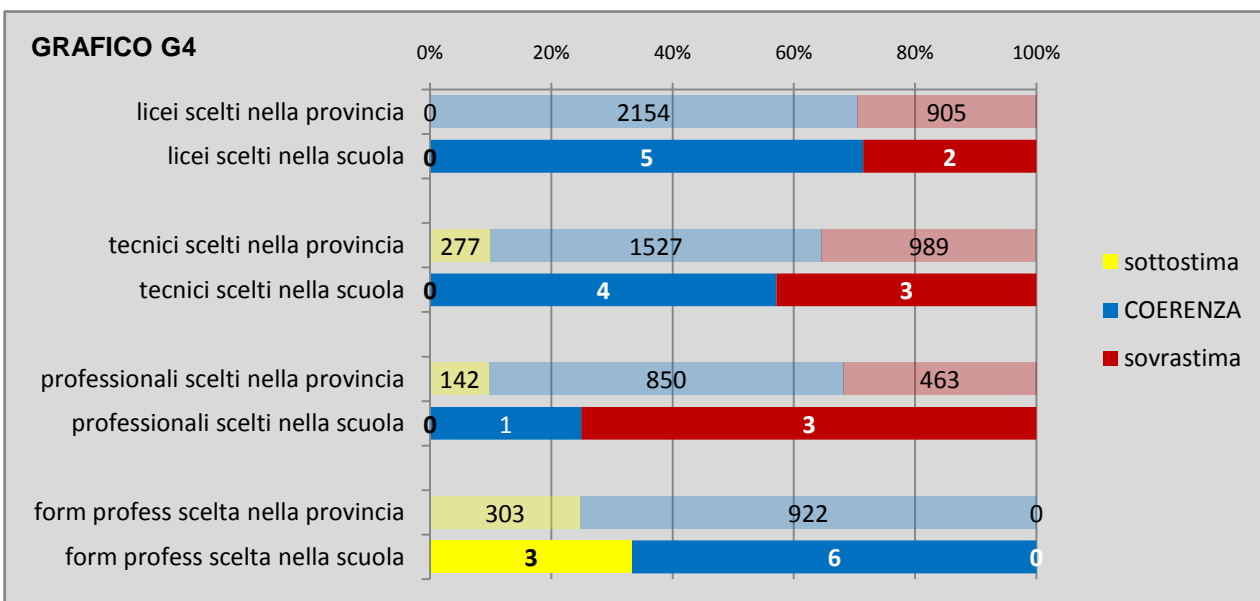 GRAFICO G4
0% 20% 40% 60% 80% 100%
licei scelti nella provincia 0 2154 905
licei scelti nella scuola 0 5 2
tecnici scelti nella provincia 277 1527 989
tecnici scelti nella scuola 0 4 3
professionali scelti nella provincia 142 850 463
professionali scelti nella scuola 0 1 3
form profess scelta nella provincia 303 922 0
form profess scelta nella scuola 3 6 0
sottostima
COERENZA
sovrastima